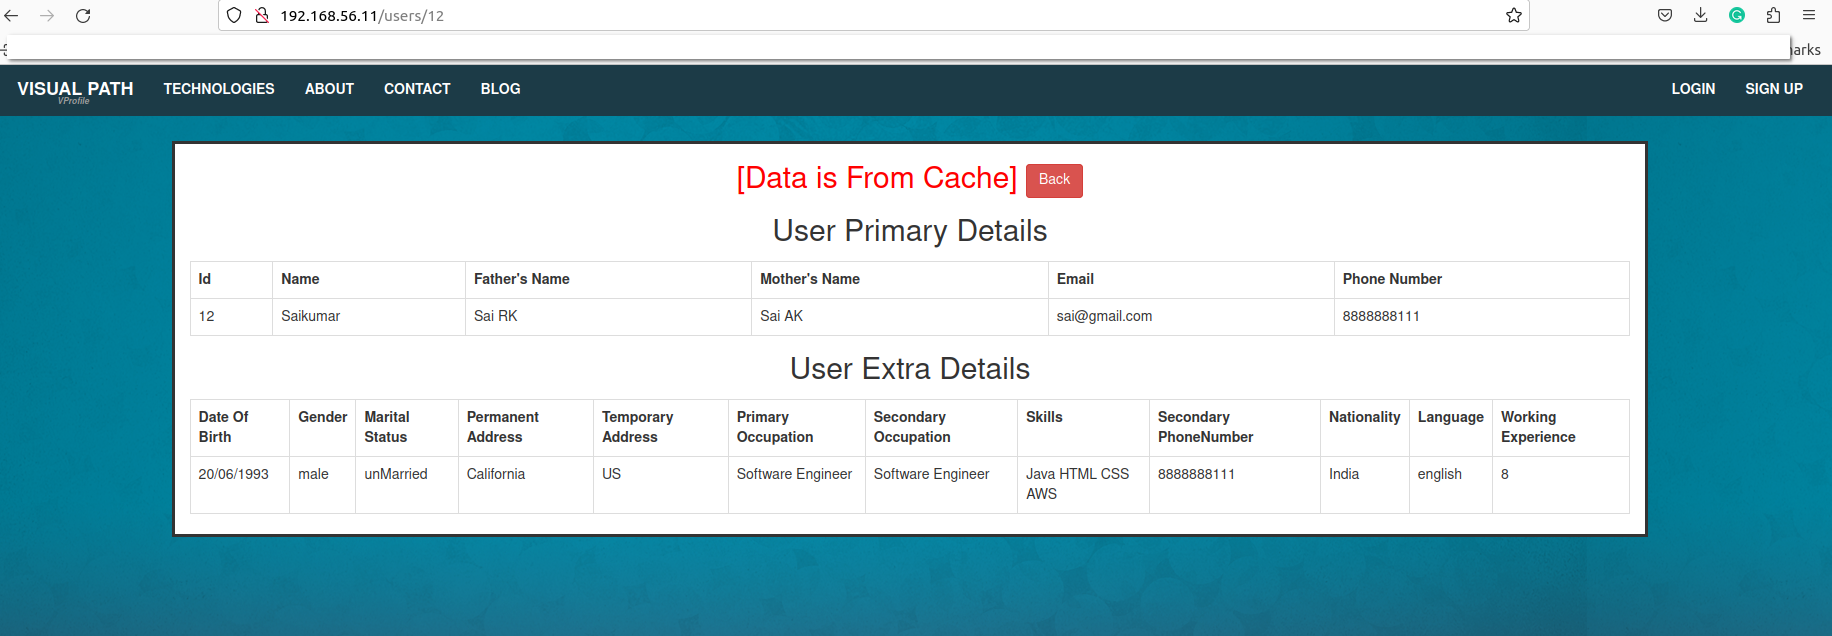 192.168.56.11/users/12
arks
VISUAL PATH TECHNOLOGIES ABOUT CONTACT BLOG LOGIN SIGN UP
VProfile
[Data is From Cache] Back
User Primary Details
Id Name Father's Name Mother's Name Email Phone Number
12 Saikumar Sai RK Sai AK sai@gmail.com 8888888111
User Extra Details
Date Of Birth Gender Marital Status Permanent Address Temporary Address Primary Occupation Secondary Occupation Skills Secondary PhoneNumber Nationality Language Working Experience
20/06/1993 male unMarried California US Software Engineer Software Engineer Java HTML CSS AWS 8888888111 India english 8